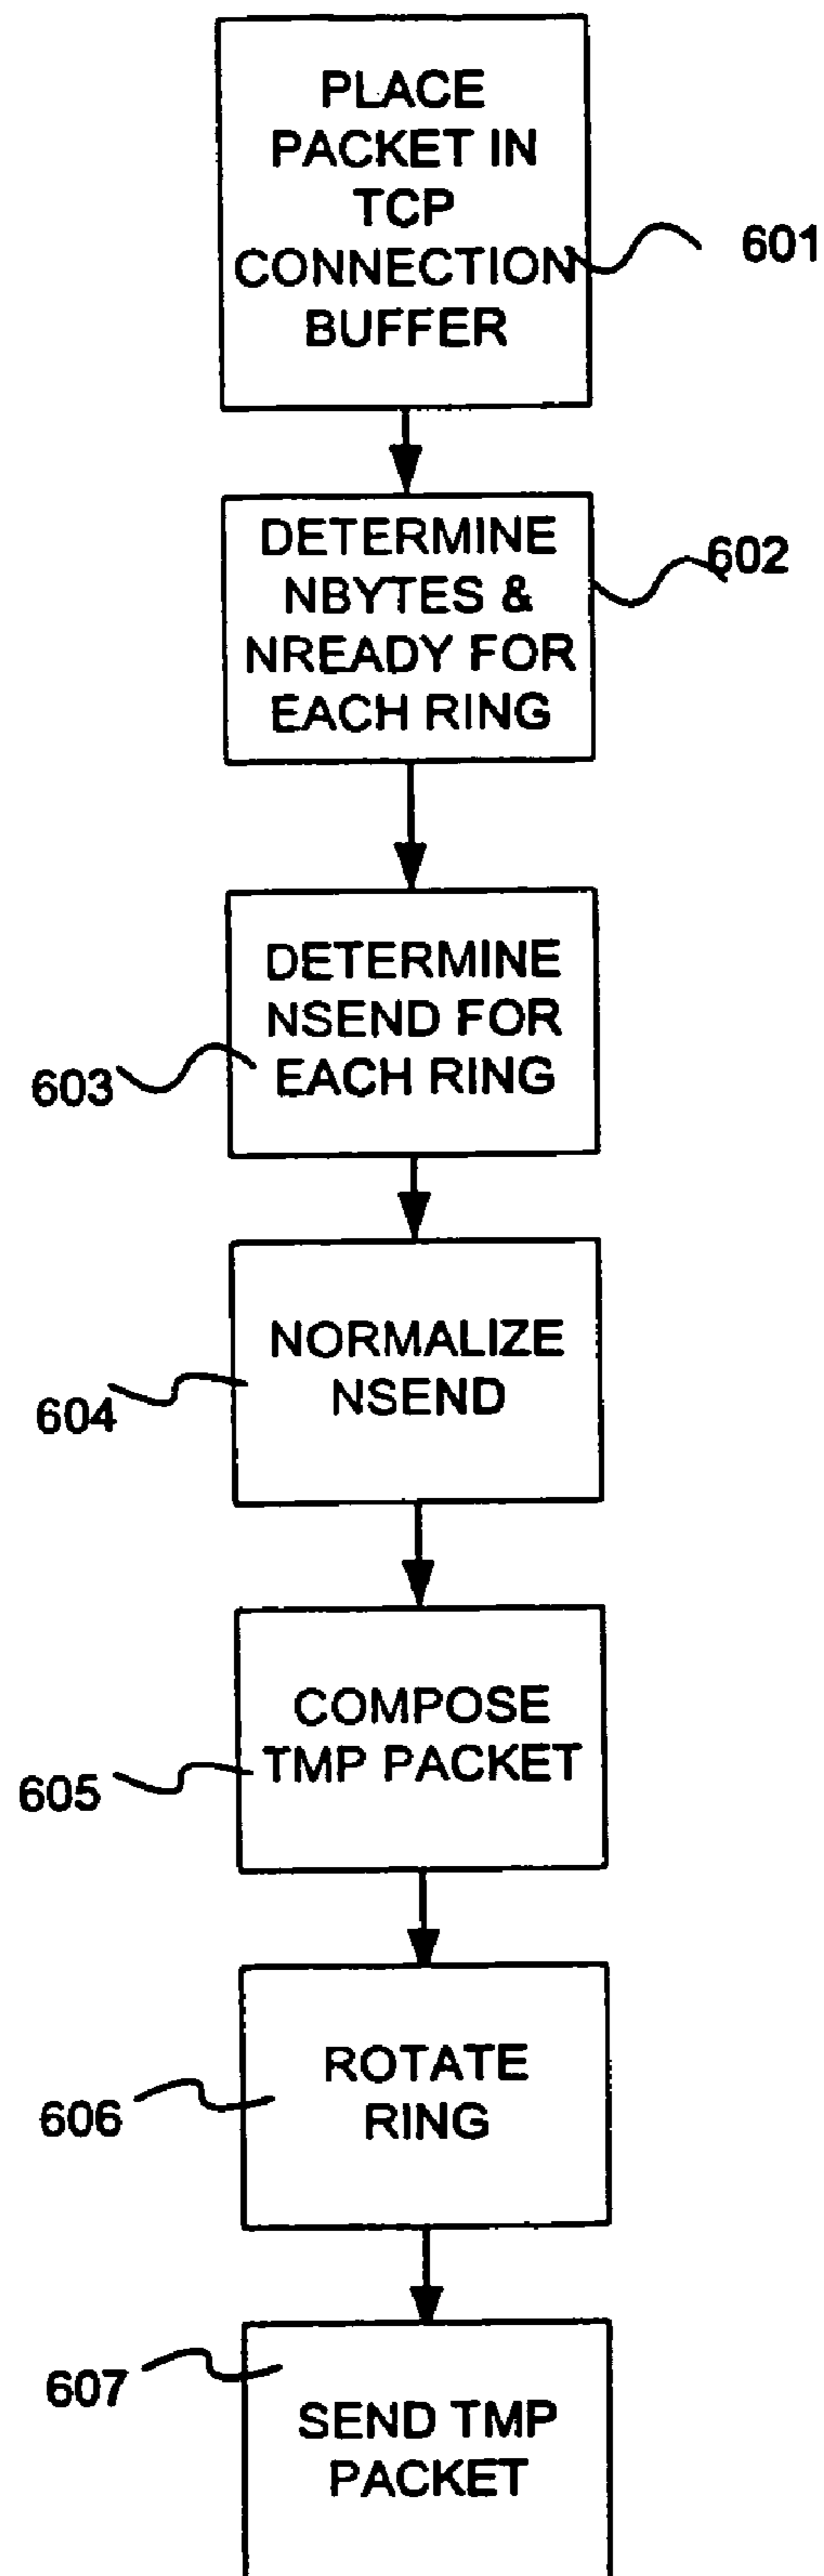 PLACE
PACKET IN
TCP
CONNECTION
BUFFER
601
DETERMINE
NBYTES &
NREADY FOR
EACH RING
602
DETERMINE
NSEND FOR
EACH RING
603
NORMALIZE
NSEND
604
COMPOSE
TMP PACKET
605
ROTATE
RING
606
607
SEND TMP
PACKET